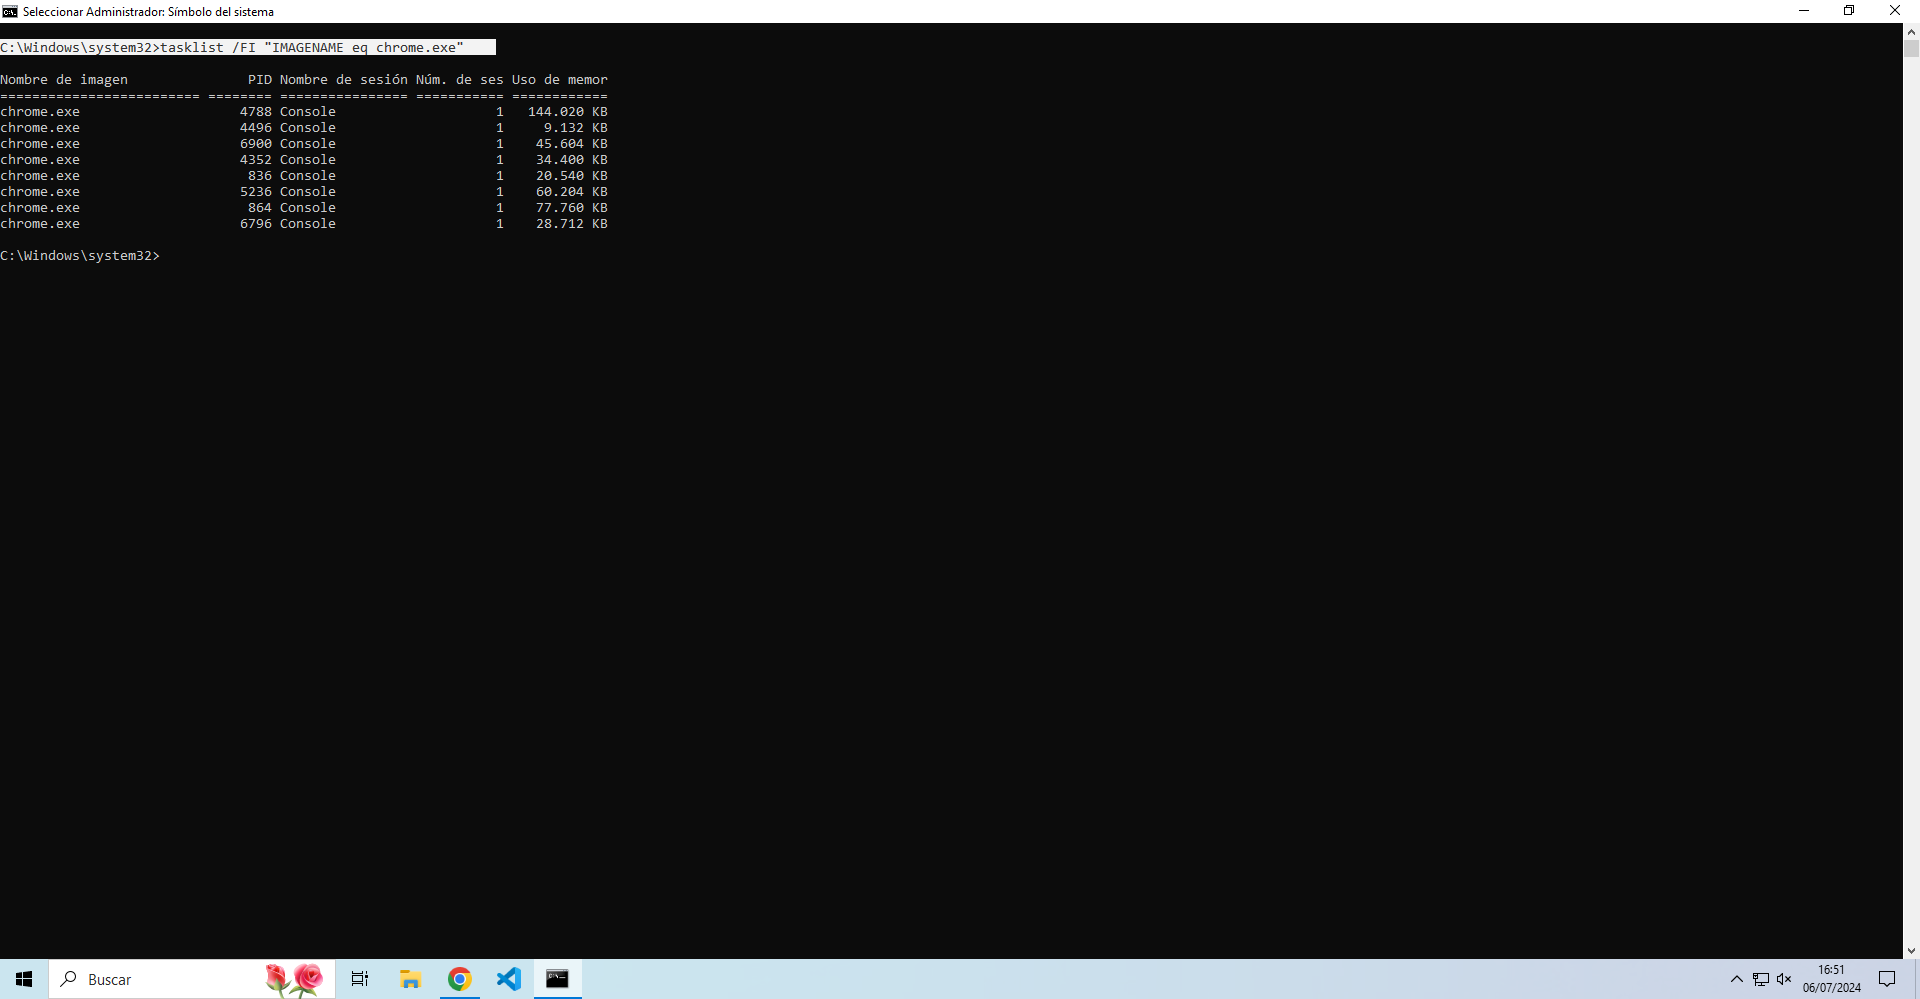 Seleccionar Administrador: Símbolo del sistema
C:\Windows\system32>tasklist /FI "IMAGENAME eq chrome.exe"
Nombre de imagen               PID Nombre de sesión Núm. de ses Uso de memor
========================= ======== ================ =========== ============
chrome.exe                    4788 Console                    1   144.020 KB
chrome.exe                    4496 Console                    1     9.132 KB
chrome.exe                    6900 Console                    1    45.604 KB
chrome.exe                    4352 Console                    1    34.400 KB
chrome.exe                     836 Console                    1    20.540 KB
chrome.exe                    5236 Console                    1    60.204 KB
chrome.exe                     864 Console                    1    77.760 KB
chrome.exe                    6796 Console                    1    28.712 KB
C:\Windows\system32>
Buscar
16:51
06/07/2024